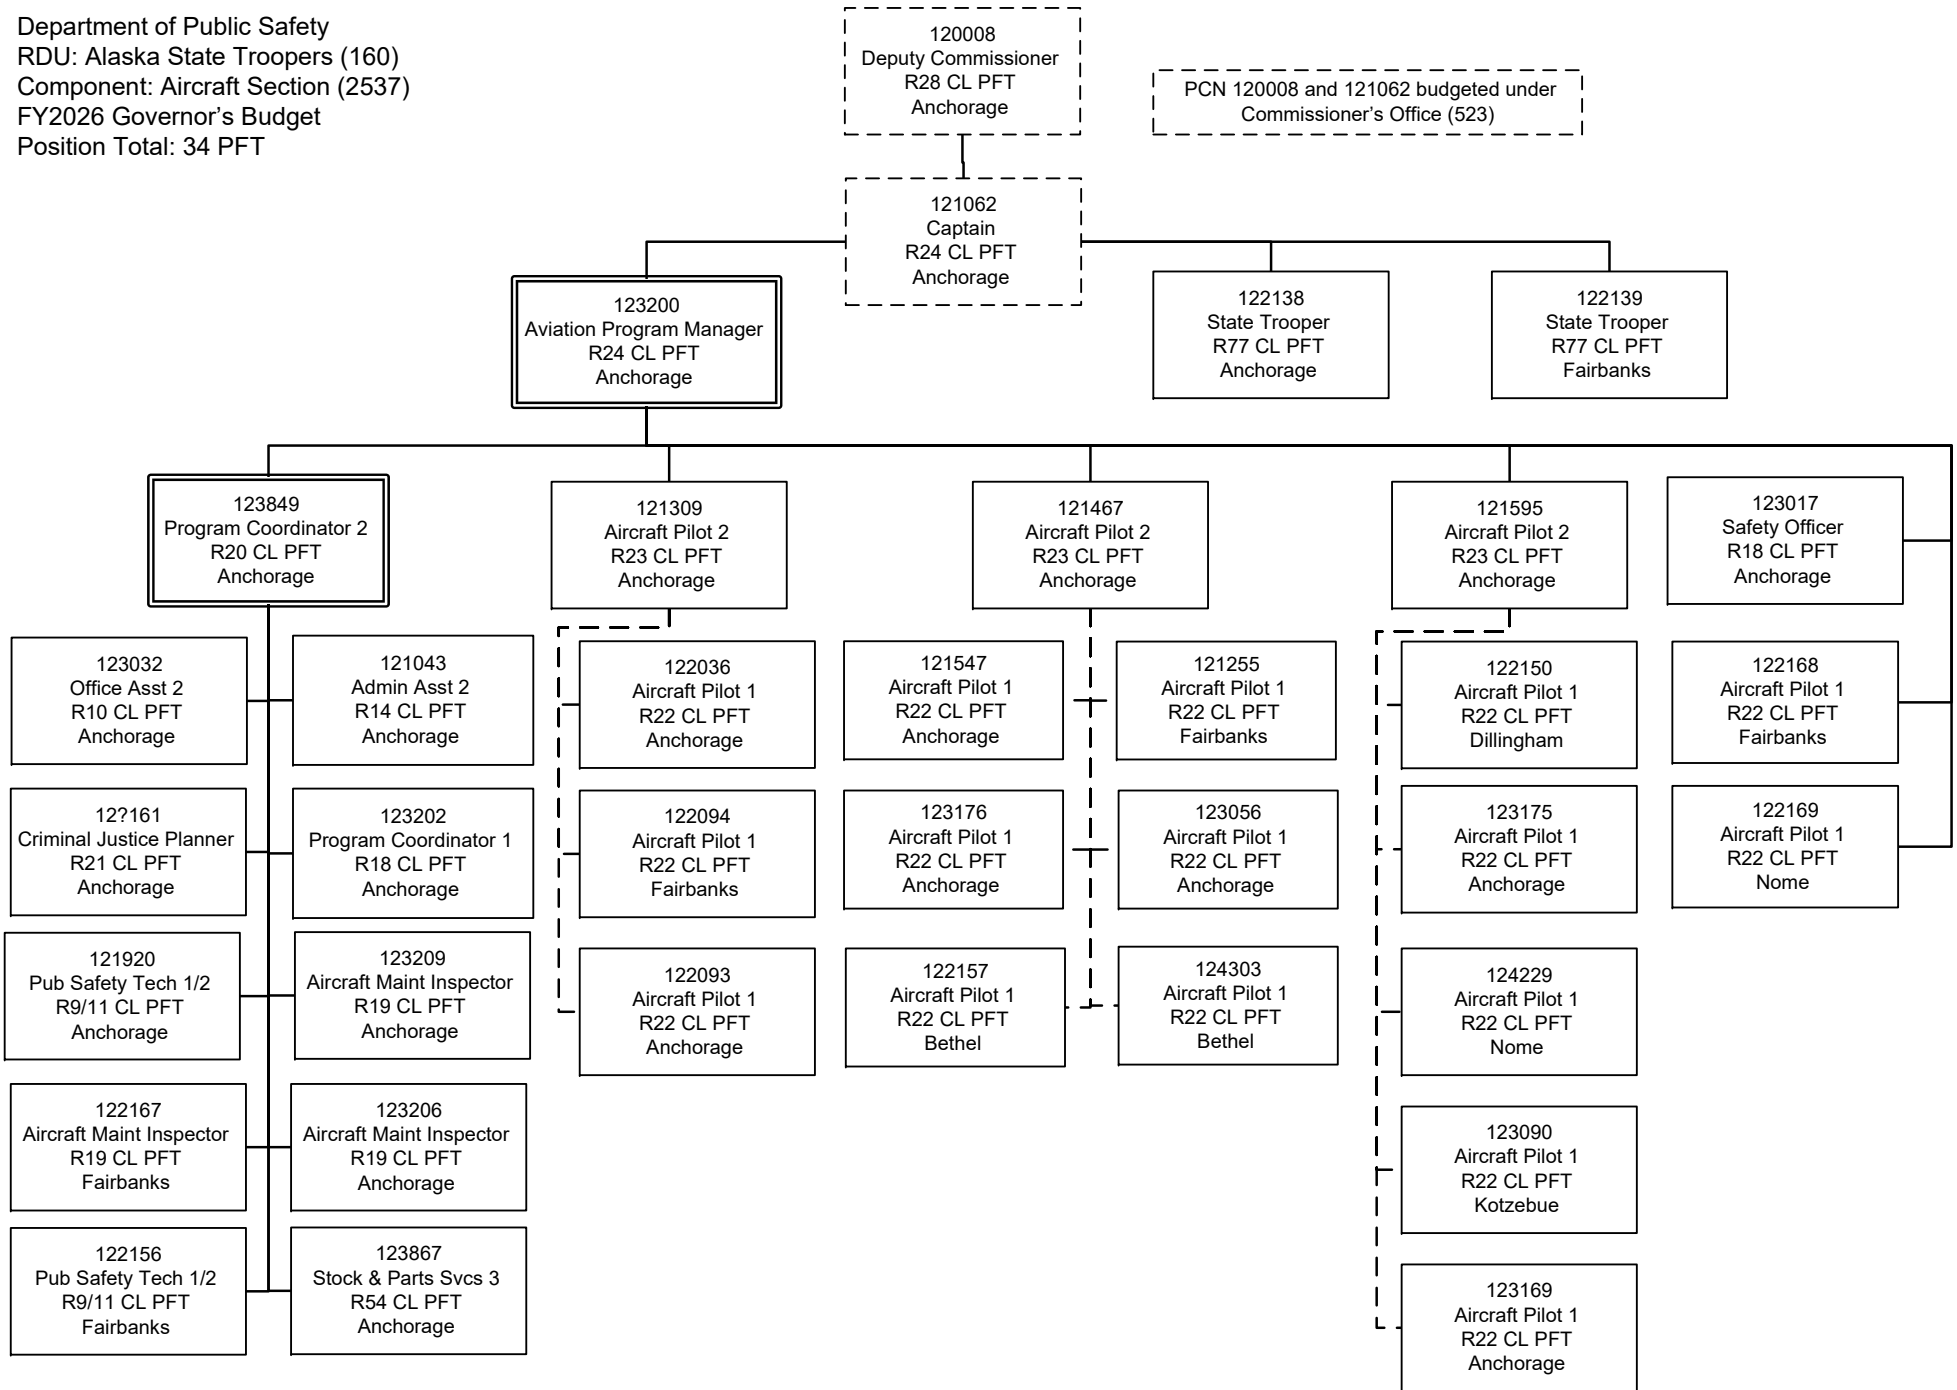 Department of Public Safety
RDU: Alaska State Troopers (160)
Component: Aircraft Section (2537)
FY2026 Governor’s Budget
Position Total: 34 PFT
120008
Deputy Commissioner
R28 CL PFT
Anchorage
PCN 120008 and 121062 budgeted under
Commissioner’s Office (523)
121062
Captain
R24 CL PFT
Anchorage
123200
Aviation Program Manager
R24 CL PFT
Anchorage
122138
State Trooper
R77 CL PFT
Anchorage
122139
State Trooper
R77 CL PFT
Fairbanks
123849
Program Coordinator 2
R20 CL PFT
Anchorage
121309
Aircraft Pilot 2
R23 CL PFT
Anchorage
121467
Aircraft Pilot 2
R23 CL PFT
Anchorage
121595
Aircraft Pilot 2
R23 CL PFT
Anchorage
123017
Safety Officer
R18 CL PFT
Anchorage
123032
Office Asst 2
R10 CL PFT
Anchorage
121043
Admin Asst 2
R14 CL PFT
Anchorage
122036
Aircraft Pilot 1
R22 CL PFT
Anchorage
121547
Aircraft Pilot 1
R22 CL PFT
Anchorage
121255
Aircraft Pilot 1
R22 CL PFT
Fairbanks
122150
Aircraft Pilot 1
R22 CL PFT
Dillingham
122168
Aircraft Pilot 1
R22 CL PFT
Fairbanks
12?161
Criminal Justice Planner
R21 CL PFT
Anchorage
123202
Program Coordinator 1
R18 CL PFT
Anchorage
122094
Aircraft Pilot 1
R22 CL PFT
Fairbanks
123176
Aircraft Pilot 1
R22 CL PFT
Anchorage
123056
Aircraft Pilot 1
R22 CL PFT
Anchorage
123175
Aircraft Pilot 1
R22 CL PFT
Anchorage
122169
Aircraft Pilot 1
R22 CL PFT
Nome
121920
Pub Safety Tech 1/2
R9/11 CL PFT
Anchorage
123209
Aircraft Maint Inspector
R19 CL PFT
Anchorage
122093
Aircraft Pilot 1
R22 CL PFT
Anchorage
122157
Aircraft Pilot 1
R22 CL PFT
Bethel
124303
Aircraft Pilot 1
R22 CL PFT
Bethel
124229
Aircraft Pilot 1
R22 CL PFT
Nome
122167
Aircraft Maint Inspector
R19 CL PFT
Fairbanks
123206
Aircraft Maint Inspector
R19 CL PFT
Anchorage
123090
Aircraft Pilot 1
R22 CL PFT
Kotzebue
122156
Pub Safety Tech 1/2
R9/11 CL PFT
Fairbanks
123867
Stock & Parts Svcs 3
R54 CL PFT
Anchorage
123169
Aircraft Pilot 1
R22 CL PFT
Anchorage